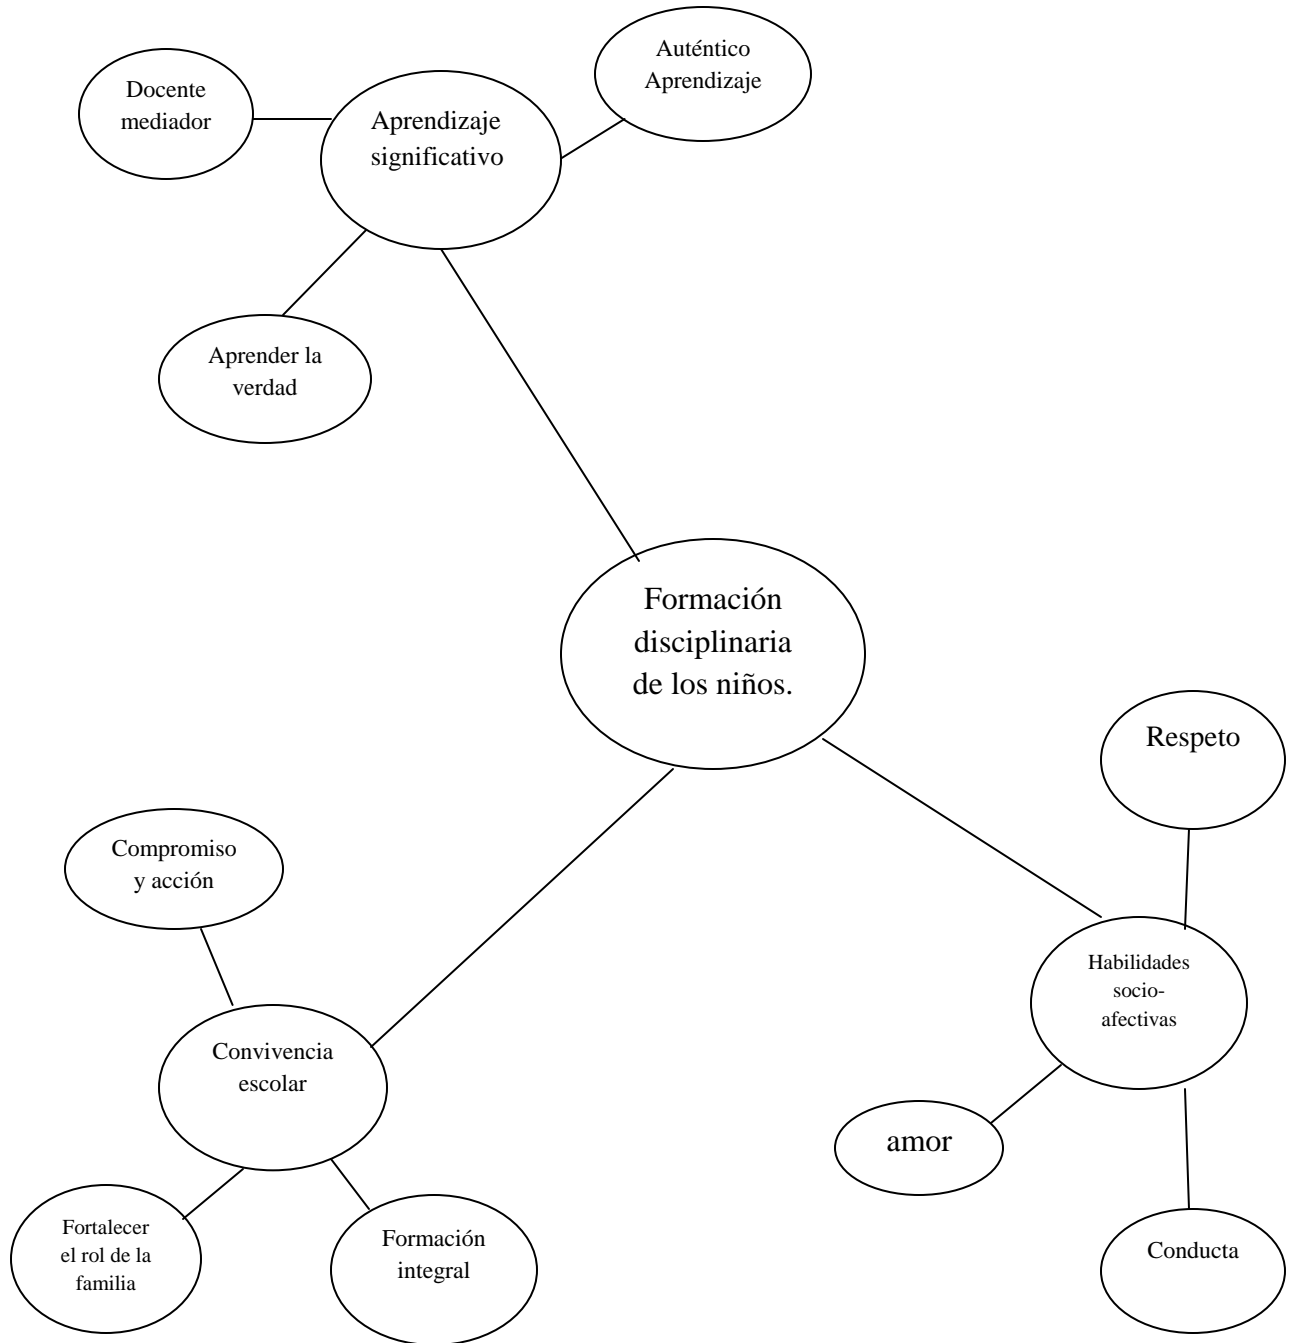 Auténtico
Aprendizaje
Docente
mediador
Aprendizaje
significativo
Aprender la
verdad
Formación
disciplinaria
de los niños.
Respeto
Compromiso
y acción
Habilidades
socio-
afectivas
Convivencia
escolar
amor
Fortalecer
el rol de la
familia
Formación
integral
Conducta